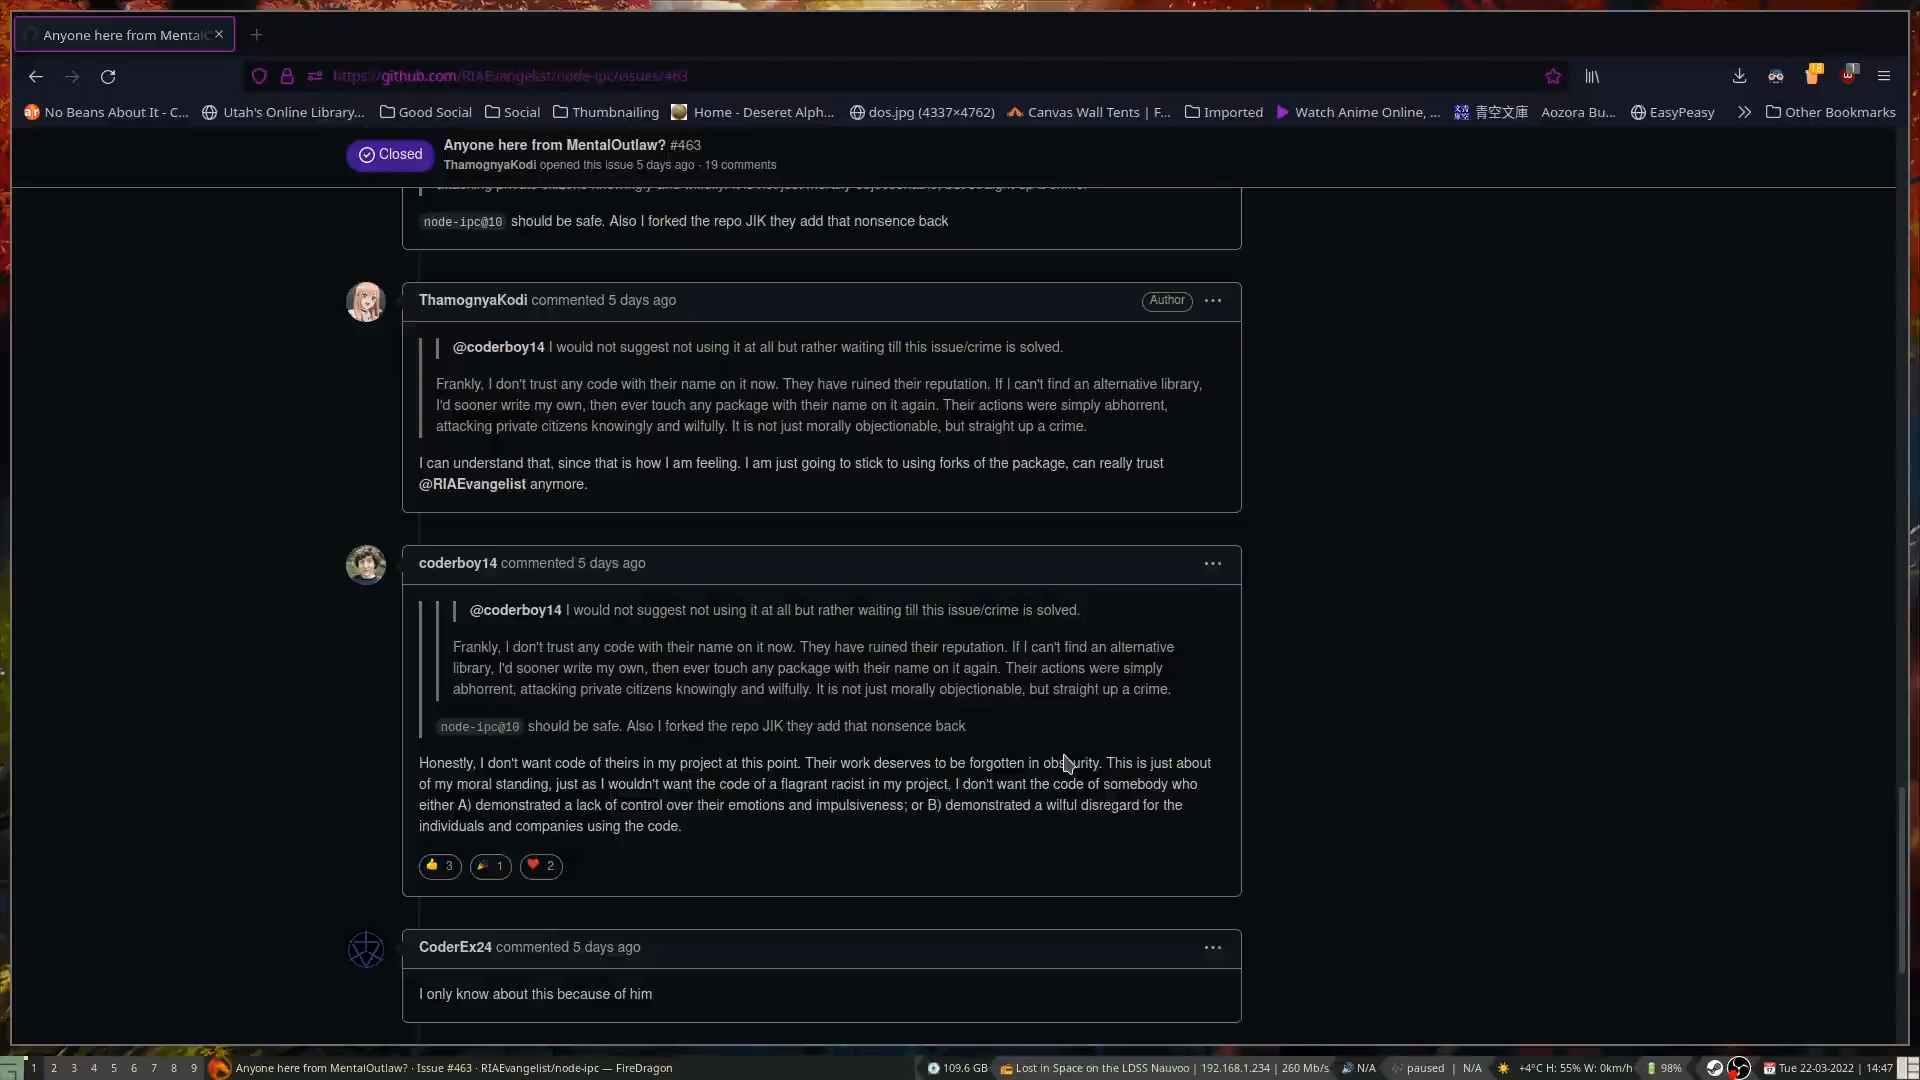 Anyone here from MentalO
https://github.com/RIAEvangelist/node-ipc/issues/463
18
1
No Beans About It - C...
Utah's Online Library...
Good Social
Social
Thumbnailing
Home - Deseret Alph...
dos.jpg (4337×4762)
Canvas Wall Tents | F...
Imported
Watch Anime Online, ...
青空文庫 Aozora Bu...
EasyPeasy
Other Bookmarks
Closed
Anyone here from MentalOutlaw? #463
ThamognyaKodi opened this issue 5 days ago · 19 comments
attacking private citizens knowingly and wilfully. It is not just morally objectionable, but straight up a crime.
node-ipc@10 should be safe. Also I forked the repo JIK they add that nonsence back
ThamognyaKodi commented 5 days ago
Author
@coderboy14 I would not suggest not using it at all but rather waiting till this issue/crime is solved.
Frankly, I don't trust any code with their name on it now. They have ruined their reputation. If I can't find an alternative library,
I'd sooner write my own, then ever touch any package with their name on it again. Their actions were simply abhorrent,
attacking private citizens knowingly and wilfully. It is not just morally objectionable, but straight up a crime.
I can understand that, since that is how I am feeling. I am just going to stick to using forks of the package, can really trust
@RIAEvangelist anymore.
coderboy14 commented 5 days ago
@coderboy14 I would not suggest not using it at all but rather waiting till this issue/crime is solved.
Frankly, I don't trust any code with their name on it now. They have ruined their reputation. If I can't find an alternative
library, I'd sooner write my own, then ever touch any package with their name on it again. Their actions were simply
abhorrent, attacking private citizens knowingly and wilfully. It is not just morally objectionable, but straight up a crime.
node-ipc@10 should be safe. Also I forked the repo JIK they add that nonsence back
Honestly, I don't want code of theirs in my project at this point. Their work deserves to be forgotten in obscurity. This is just about
of my moral standing, just as I wouldn't want the code of a flagrant racist in my project, I don't want the code of somebody who
either A) demonstrated a lack of control over their emotions and impulsiveness; or B) demonstrated a wilful disregard for the
individuals and companies using the code.
3
1
2
CoderEx24 commented 5 days ago
I only know about this because of him
1 2 3 4 5 6 7 8 9
Anyone here from MentalOutlaw? · Issue #463 · RIAEvangelist/node-ipc — FireDragon
109.6 GB
Lost in Space on the LDSS Nauvoo | 192.168.1.234 | 260 Mb/s
N/A
paused | N/A
+4°C H: 55% W: 0km/h
98%
Tue 22-03-2022 | 14:47